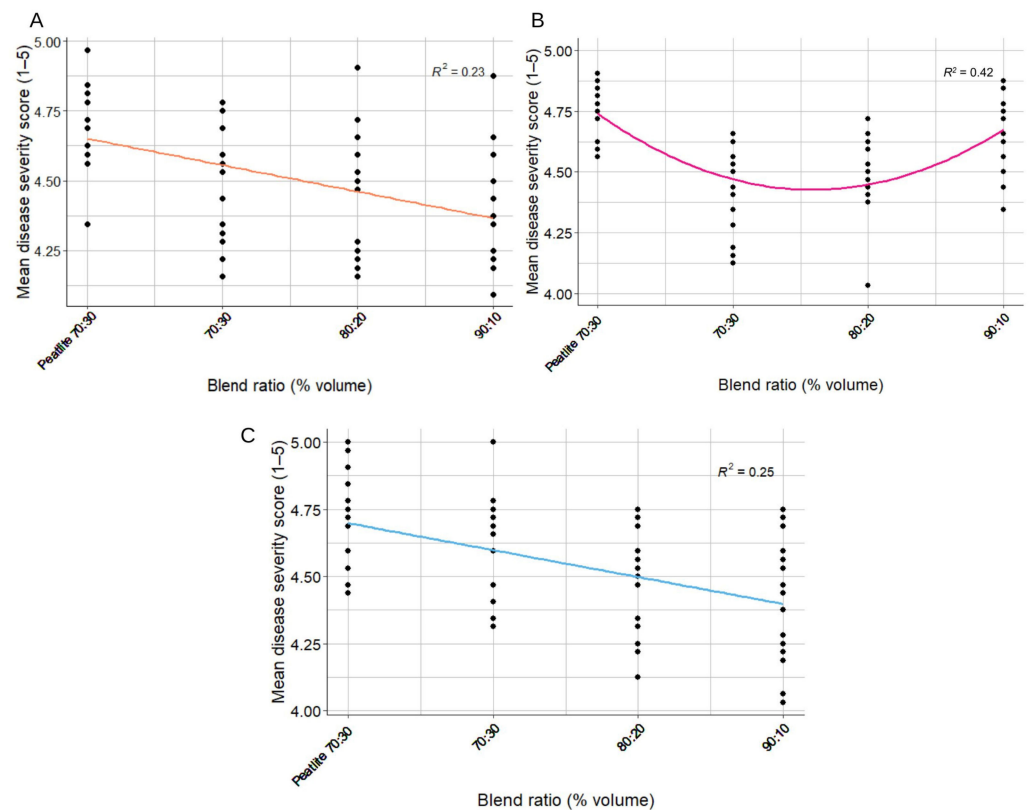 A
Mean disease severity score (1–5)
5.00
4.75
4.50
4.25
R² = 0.23
Peatlite 70:30
70:30
80:20
90:10
Blend ratio (% volume)
B
Mean disease severity score (1–5)
5.00
4.75
4.50
4.25
4.00
R² = 0.42
Peatlite 70:30
70:30
80:20
90:10
Blend ratio (% volume)
C
Mean disease severity score (1–5)
5.00
4.75
4.50
4.25
4.00
R² = 0.25
Peatlite 70:30
70:30
80:20
90:10
Blend ratio (% volume)